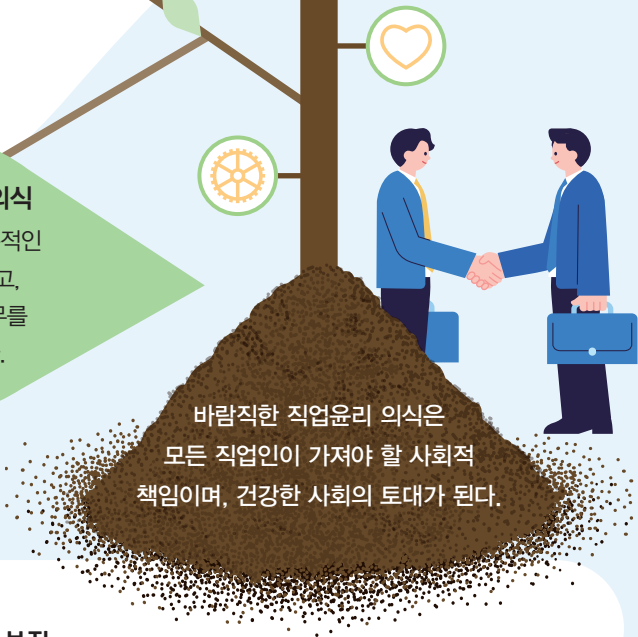 의식
적인
고,
무를
바람직한 직업윤리 의식은
모든 직업인이 가져야 할 사회적
책임이며, 건강한 사회의 토대가 된다.